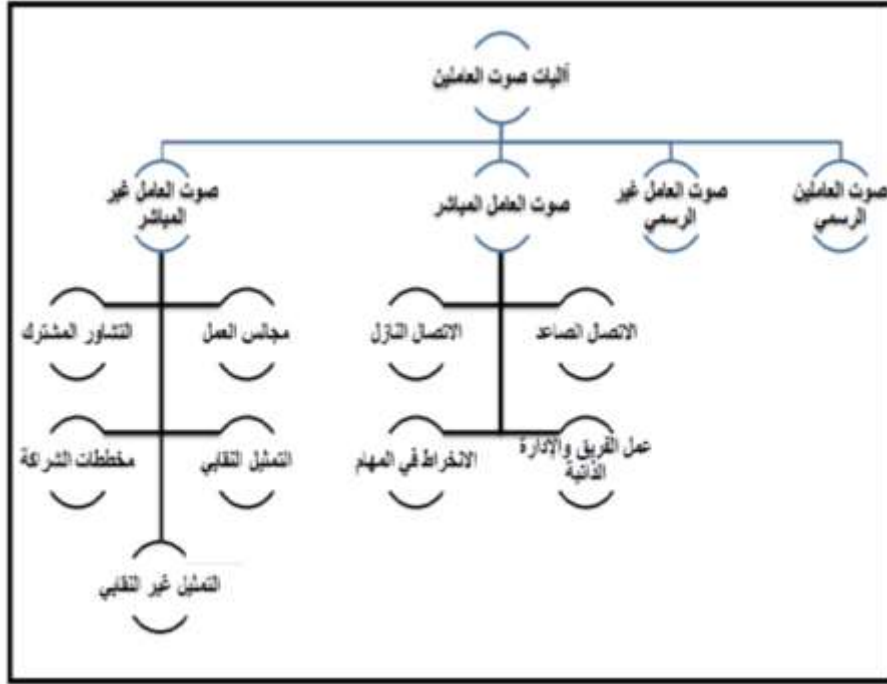 أليات صوت العاملين
صوت العاملين
الرسمي
صوت العامل غير
الرسمي
صوت العامل المباشر
صوت العامل غير
المباشر
الاتصال الصاعد
الاتصال النازل
عمل الفريق والإدارة
الذاتية
الانخراط في المهام
مجالس العمل
التشاور المشترك
التمثيل النقابي
مخططات الشراكة
التمثيل غير النقابي